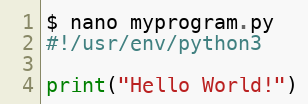 1 $ nano myprogram.py
2 #!/usr/env/python3
3
4 print("Hello World!")